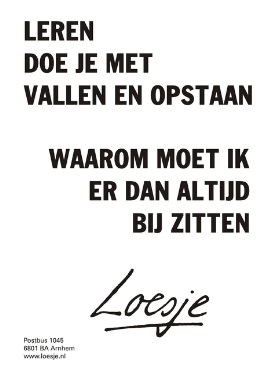 LEREN
DOE JE MET
VALLEN EN OPSTAAN
WAAROM MOET IK
ER DAN ALTIJD
BIJ ZITTEN
Loesje
Postbus 1045
6801 BA Arnhem
www.loesje.nl